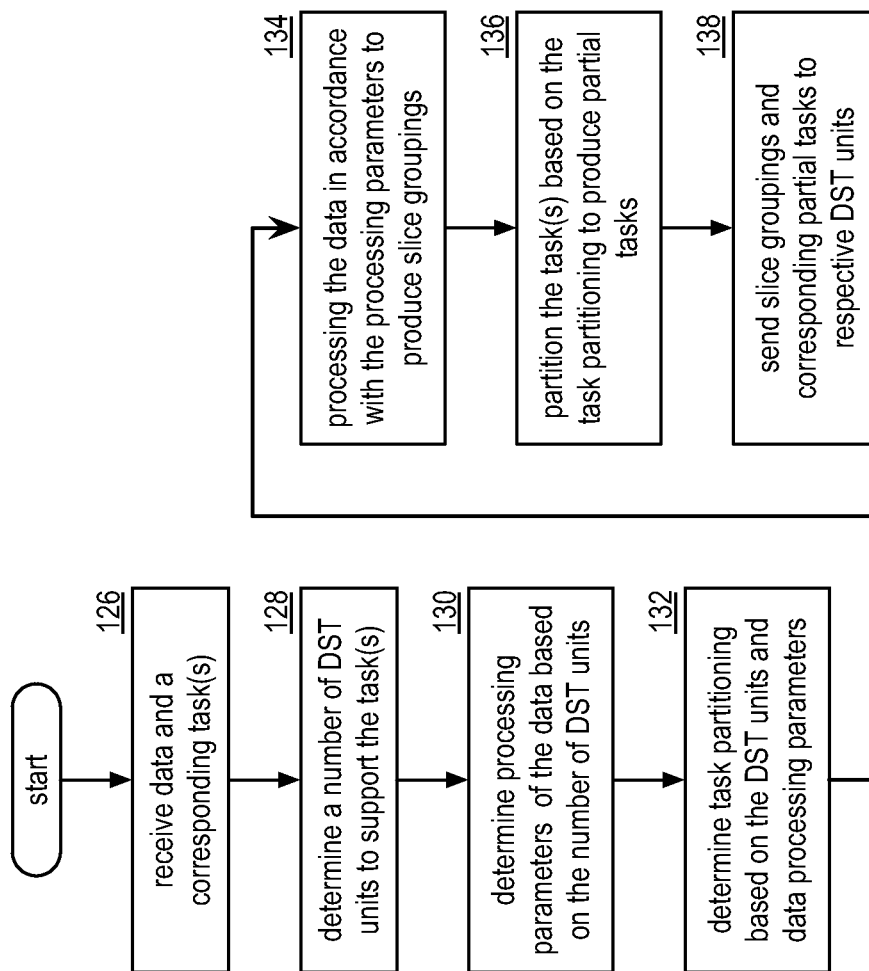 start
126
receive data and a
corresponding task(s)
128
determine a number of DST
units to support the task(s)
130
determine processing
parameters of the data based
on the number of DST units
132
determine task partitioning
based on the DST units and
data processing parameters
134
processing the data in accordance
with the processing parameters to
produce slice groupings
136
partition the task(s) based on the
task partitioning to produce partial
tasks
138
send slice groupings and
corresponding partial tasks to
respective DST units